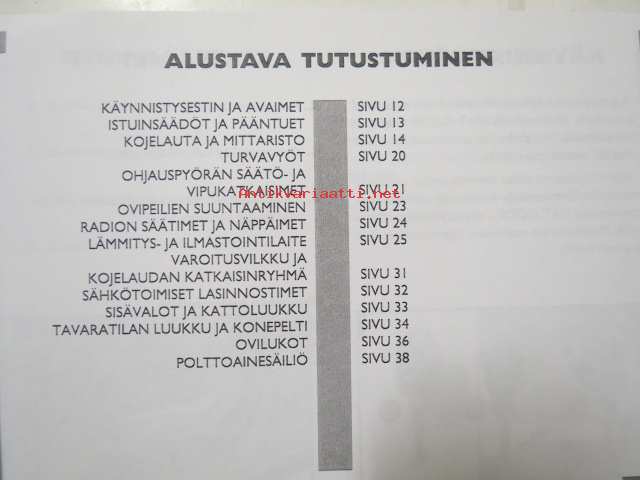 ALUSTAVA TUTUSTUMINEN
KÄYNNISTYSESTIN JA AVAIMET SIVU 12
ISTUINSÄÄDÖT JA PÄÄNTUET SIVU 13
KOJELAUTA JA MITTARISTO SIVU 14
TURVAVYÖT SIVU 20
OHJAUSPYÖRÄN SÄÄTÖ- JA
VIPUKATKAISIMET SIVU 21
Antikvariaatti.net
OVIPEILIEN SUUNTAAMINEN SIVU 23
RADION SÄÄTIMET JA NÄPPÄIMET SIVU 24
LÄMMITYS- JA ILMASTOINTILAITE SIVU 25
VAROITUSVILKKU JA
KOJELAUDAN KATKAISINRYHMÄ SIVU 31
SÄHKÖTOIMISET LASINNOSTIMET SIVU 32
SISÄVALOT JA KATTOLUUKKU SIVU 33
TAVARATILAN LUUKKU JA KONEPELTI SIVU 34
OVILUKOT SIVU 36
POLTTOAINESÄILIÖ SIVU 38